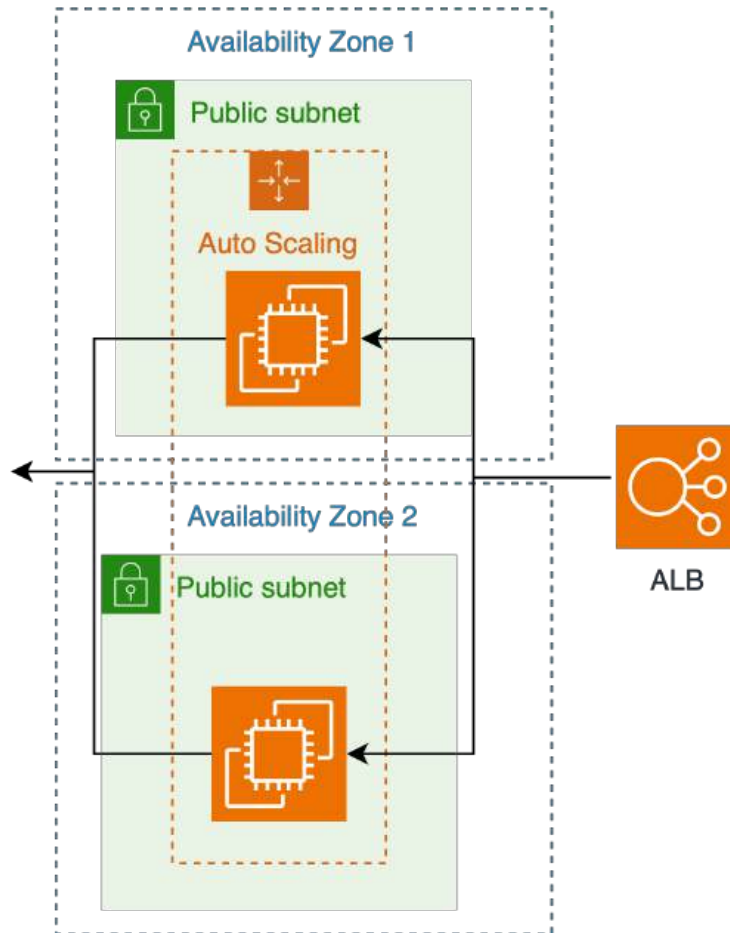 Availability Zone 1
Public subnet
Auto Scaling
Availability Zone 2
Public subnet
ALB